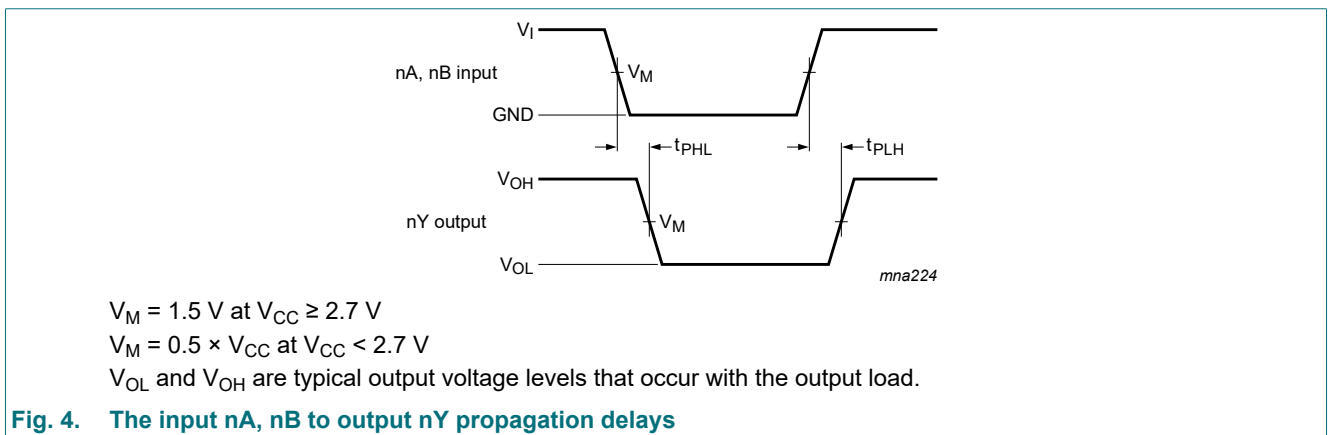 VI
nA, nB input
VM
GND
tPHL
tPLH
VOH
nY output
VM
VOL
mna224
VM = 1.5 V at VCC ≥ 2.7 V
VM = 0.5 × VCC at VCC < 2.7 V
VOL and VOH are typical output voltage levels that occur with the output load.
Fig. 4. The input nA, nB to output nY propagation delays